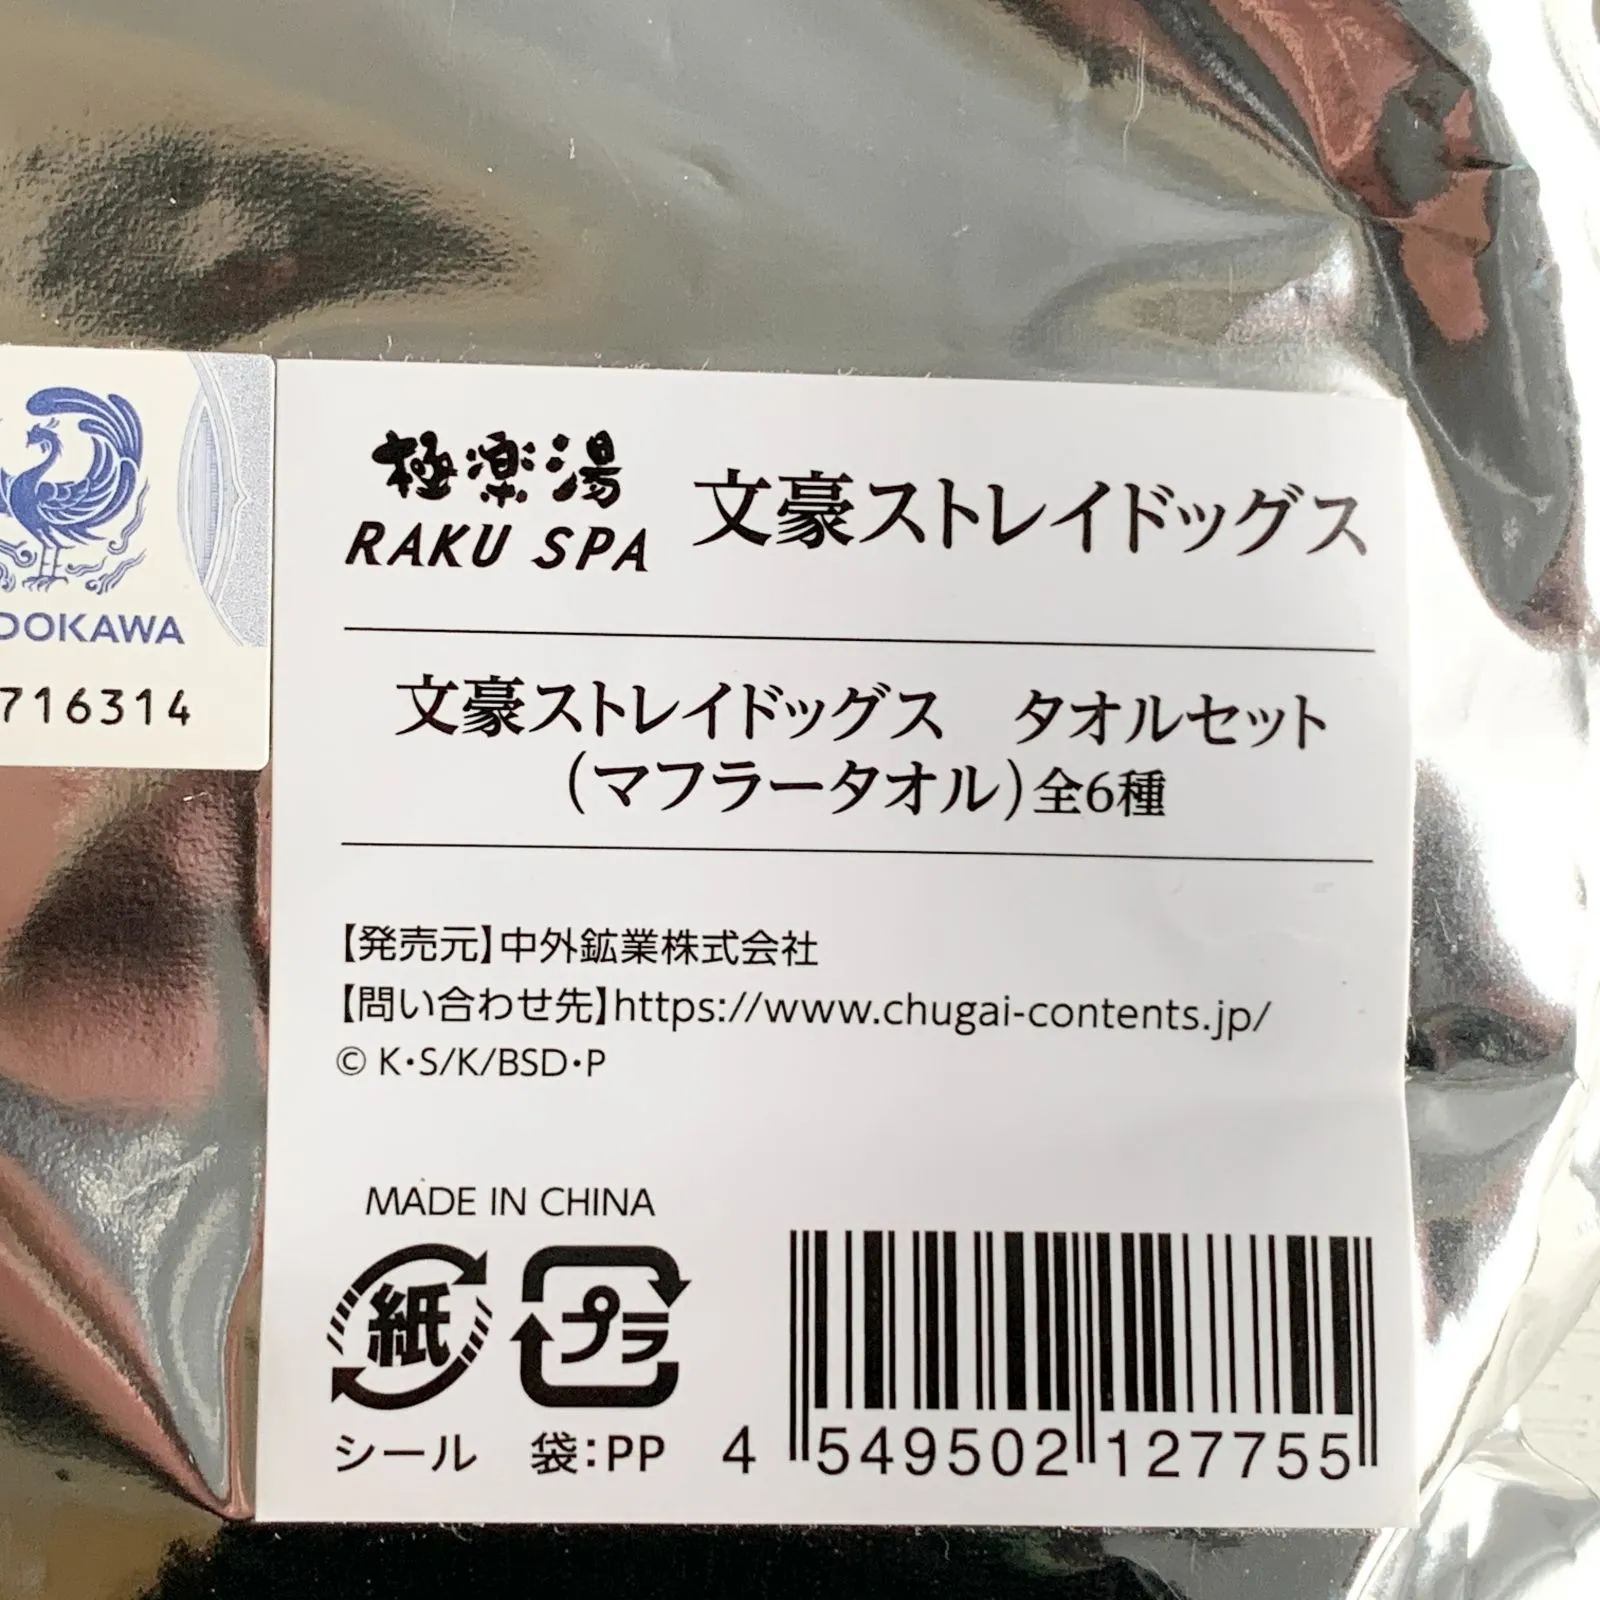 極楽湯
RAKU SPA
文豪ストレイドッグス
DOKAWA
716314
文豪ストレイドッグス　タオルセット
(マフラータオル)全6種
【発売元】中外鉱業株式会社
【問い合わせ先】https://www.chugai-contents.jp/
© K・S/K/BSD・P
MADE IN CHINA
紙
プラ
シール
袋：PP
4 549502 127755